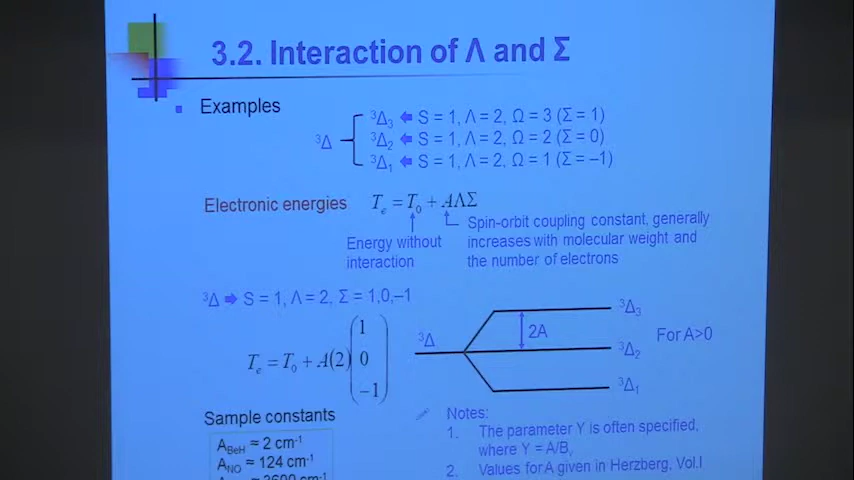 3.2. Interaction of Λ and Σ
Examples
³Δ
³Δ₃ ⇐ S = 1, Λ = 2, Ω = 3 (Σ = 1)
³Δ₂ ⇐ S = 1, Λ = 2, Ω = 2 (Σ = 0)
³Δ₁ ⇐ S = 1, Λ = 2, Ω = 1 (Σ = –1)
Electronic energies Tₑ = T₀ + AΛΣ
Energy without
interaction
Spin-orbit coupling constant, generally
increases with molecular weight and
the number of electrons
³Δ ⇒ S = 1, Λ = 2, Σ = 1,0,–1
Tₑ = T₀ + A(2)
1
0
−1
³Δ
2A
³Δ₃
³Δ₂
³Δ₁
For A>0
Sample constants
A_BeH ≈ 2 cm⁻¹
A_NO ≈ 124 cm⁻¹
Notes:
1. The parameter Y is often specified,
where Y = A/Bᵥ
2. Values for A given in Herzberg, Vol.I